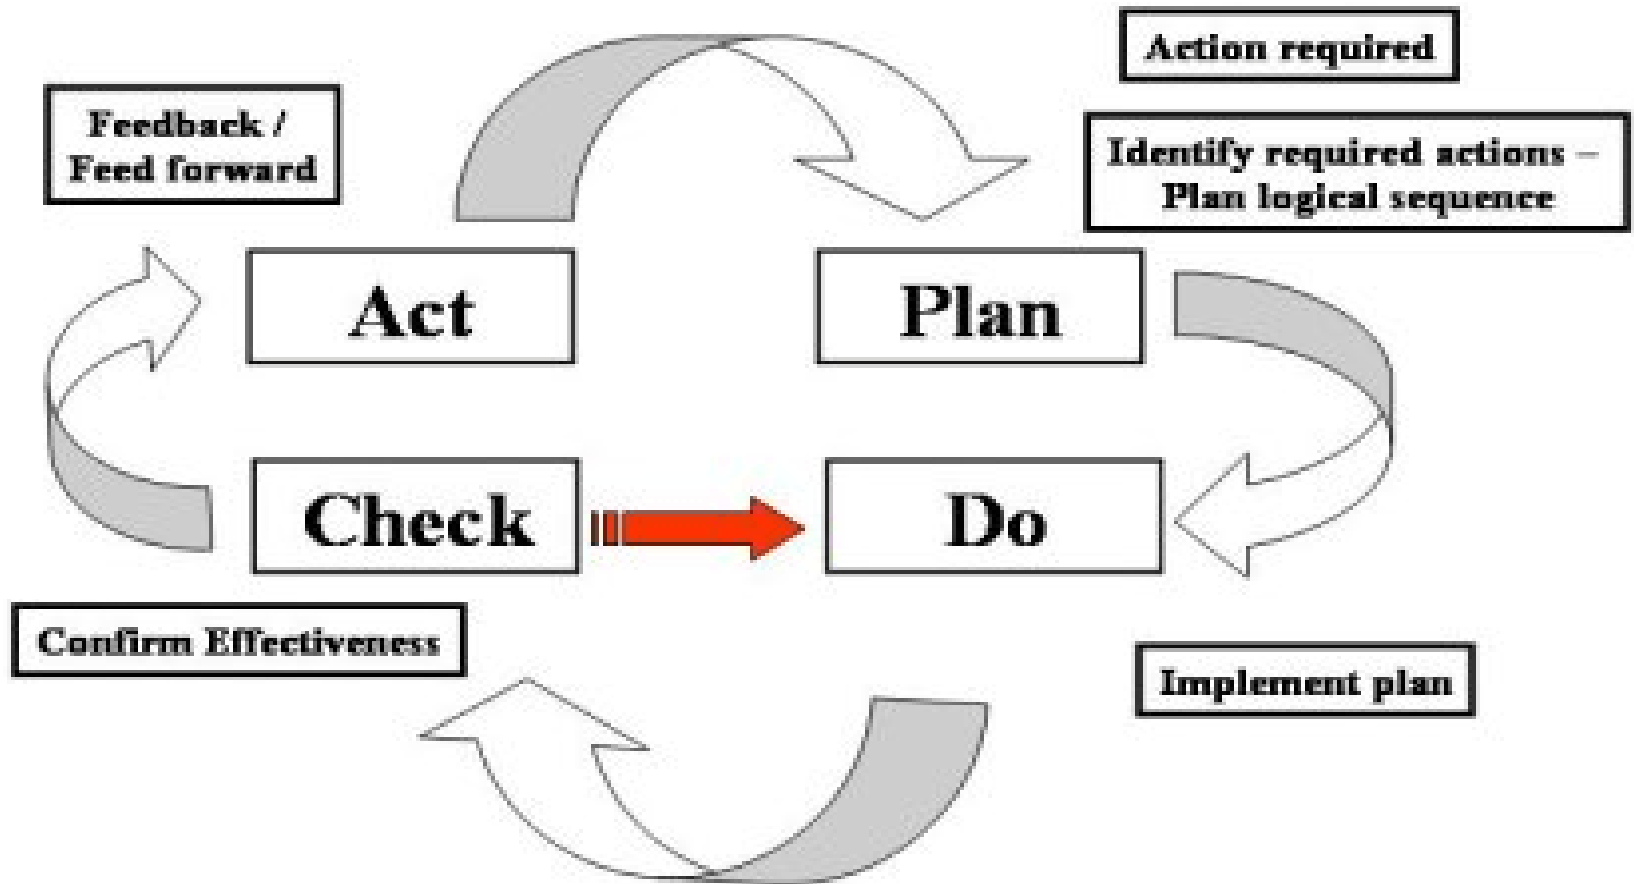 Action required
Feedback /
Feed forward
Identify required actions –
Plan logical sequence
Act
Plan
Check
Do
Confirm Effectiveness
Implement plan